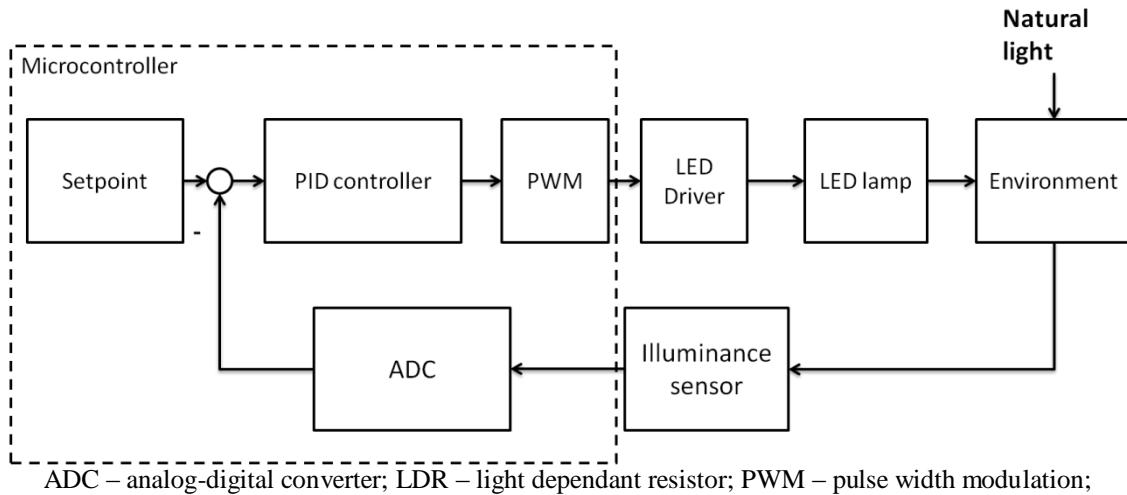 Natural
light
Microcontroller
Setpoint
PID controller
PWM
LED
Driver
LED lamp
Environment
-
ADC
Illuminance
sensor
ADC – analog-digital converter; LDR – light dependant resistor; PWM – pulse width modulation;